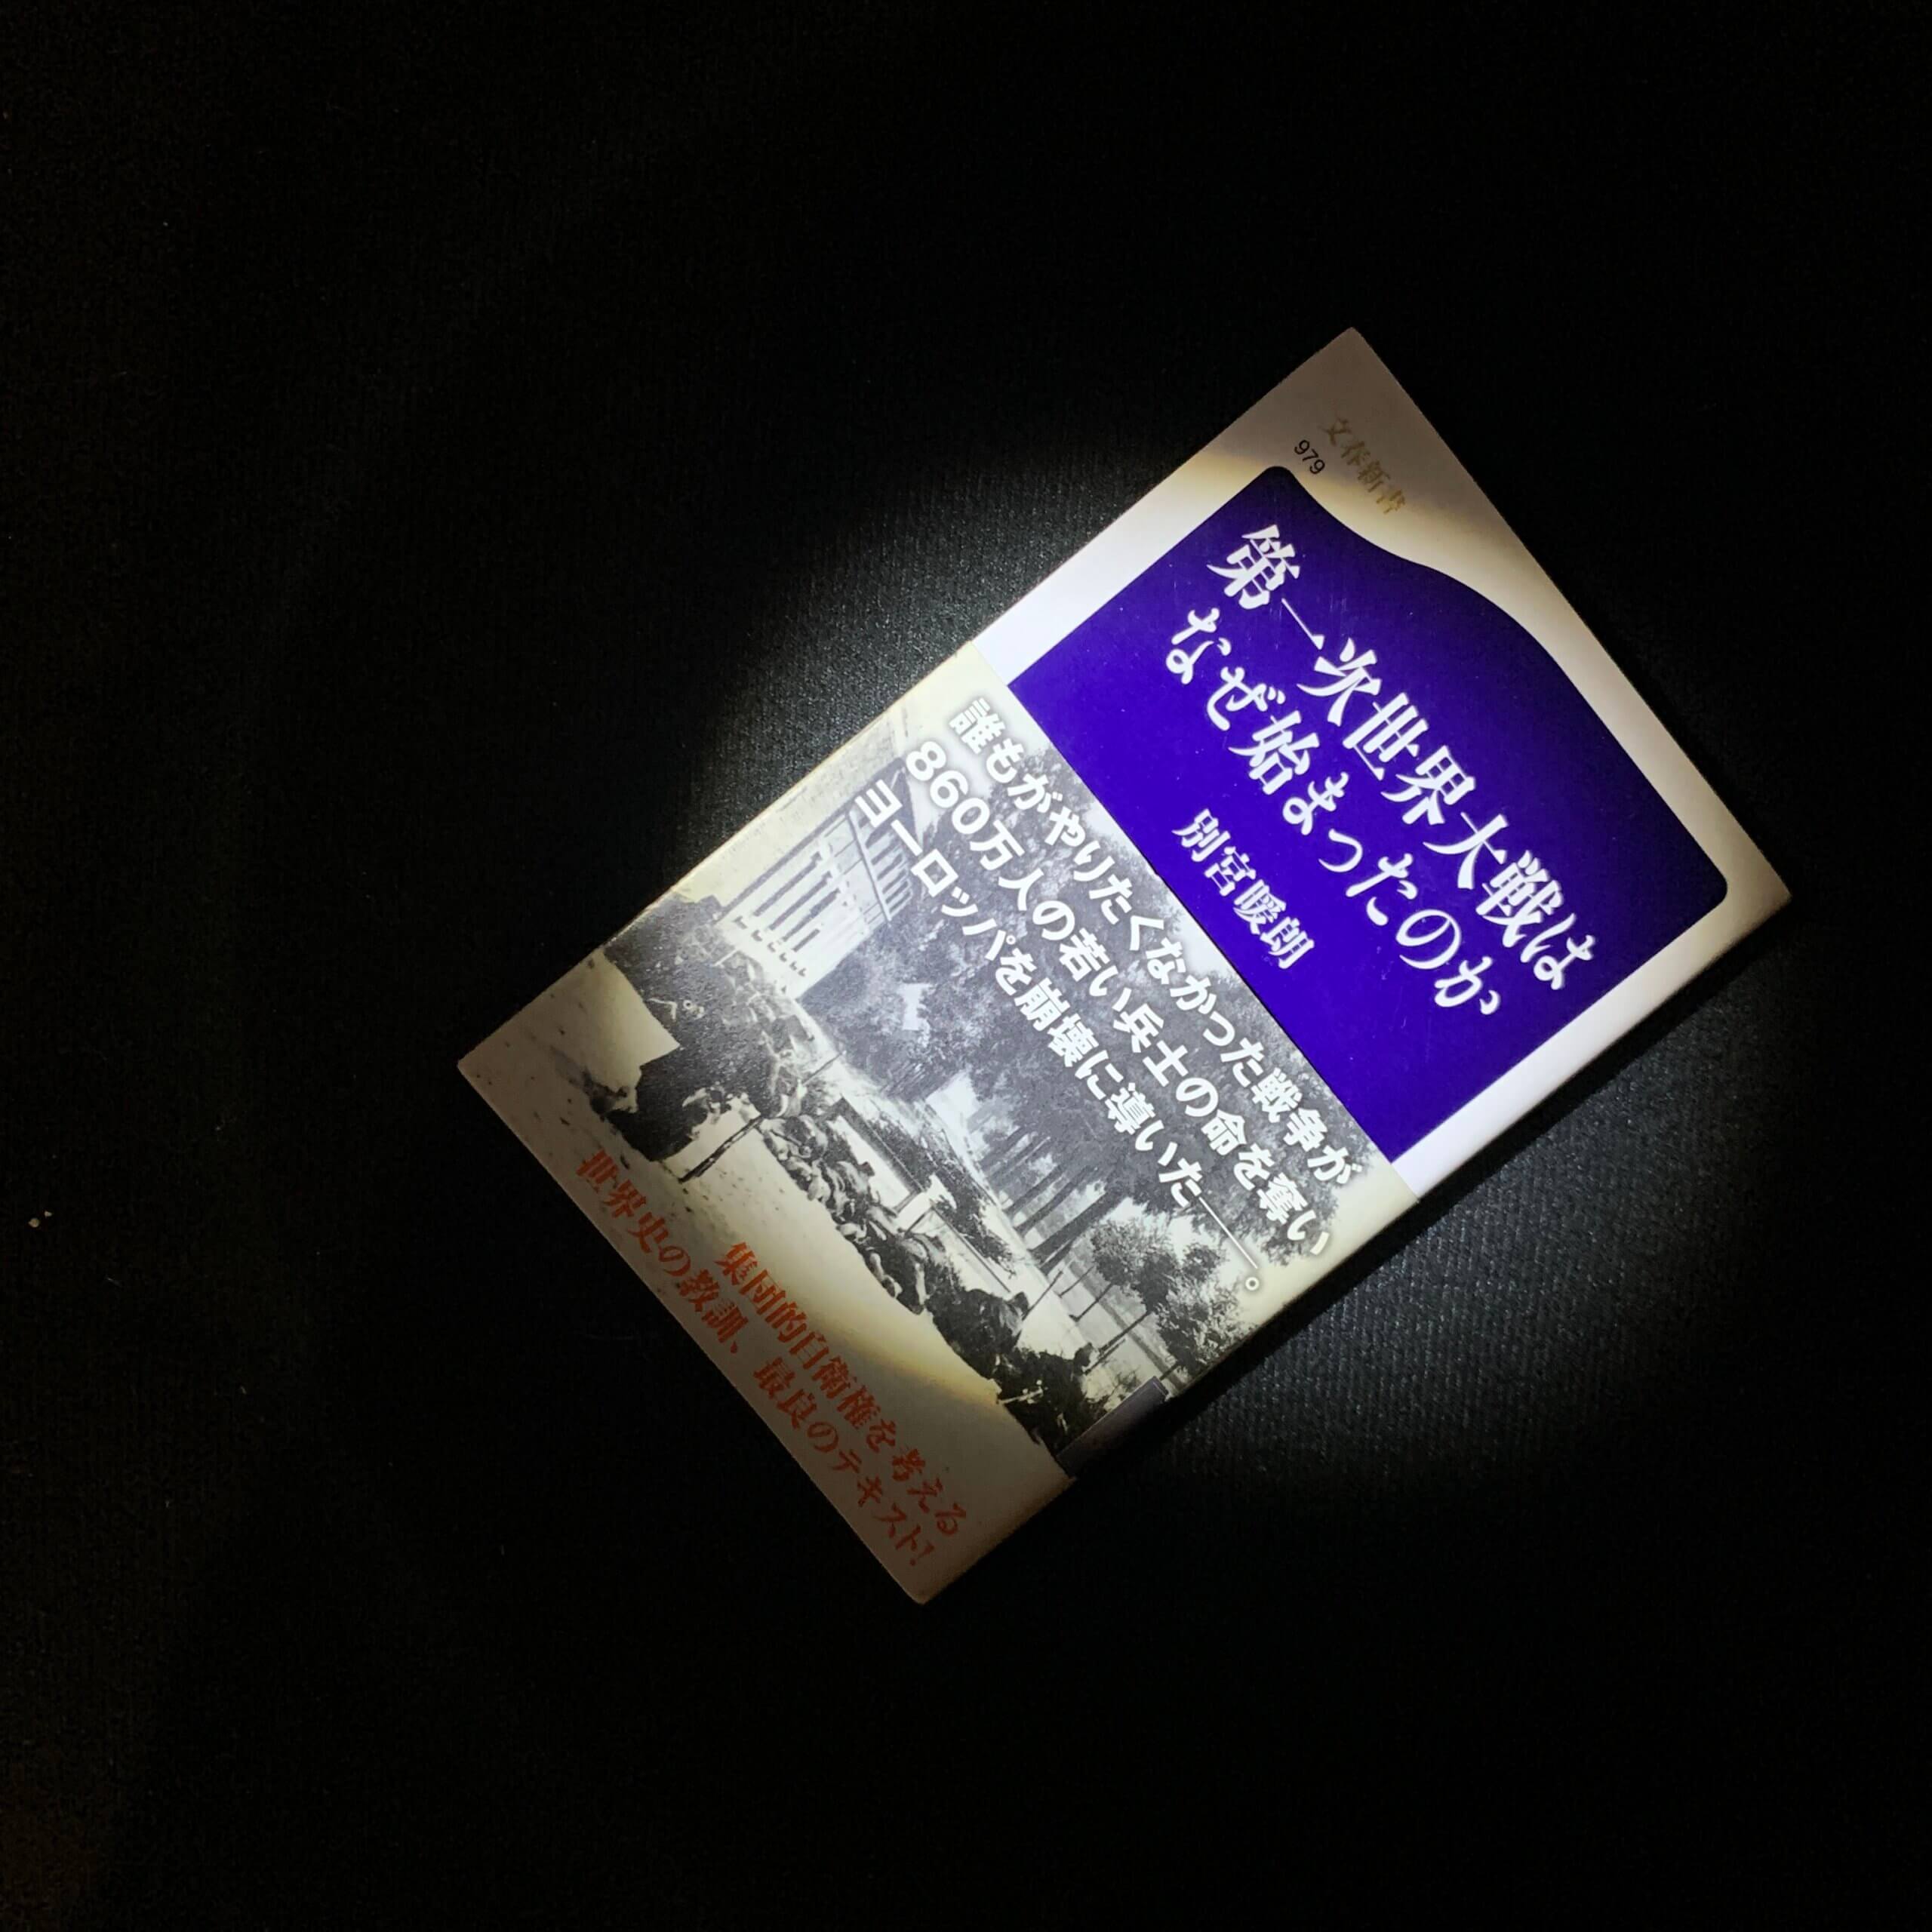 文春新書
979
第一次世界大戦は
なぜ始まったのか
別宮暖朗
誰もがやりたくなかった戦争が
860万人の若い兵士の命を奪い
ヨーロッパを崩壊に導いた――。
集団的自衛権を考える
世界史の教訓、最良のテキスト!